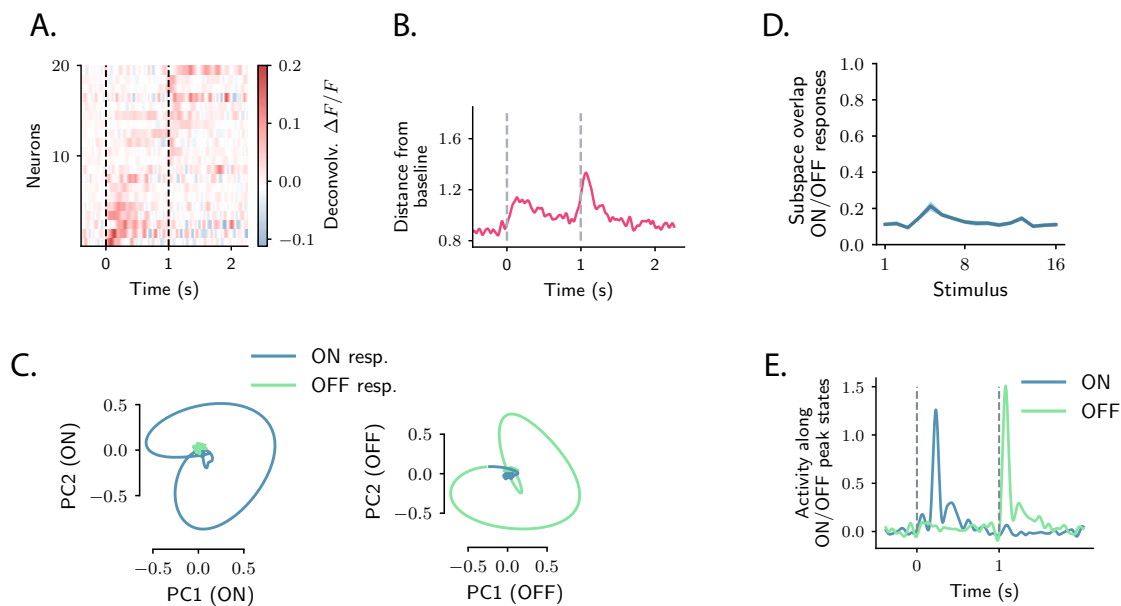 A.
20
10
Neurons
0
1
2
Time (s)
0.2
0.1
0.0
−0.1
Deconvolv. ΔF/F
B.
1.6
1.2
0.8
Distance from
baseline
0
1
2
Time (s)
D.
1.0
0.8
0.6
0.4
0.2
0.0
Subspace overlap
ON/OFF responses
1
8
16
Stimulus
C.
ON resp.
OFF resp.
0.5
0.0
−0.5
PC2 (ON)
−0.5 0.0 0.5
PC1 (ON)
0.5
0.0
−0.5
PC2 (OFF)
−0.5 0.0 0.5
PC1 (OFF)
E.
ON
OFF
1.5
1.0
0.5
0.0
Activity along
ON/OFF peak states
0
1
Time (s)